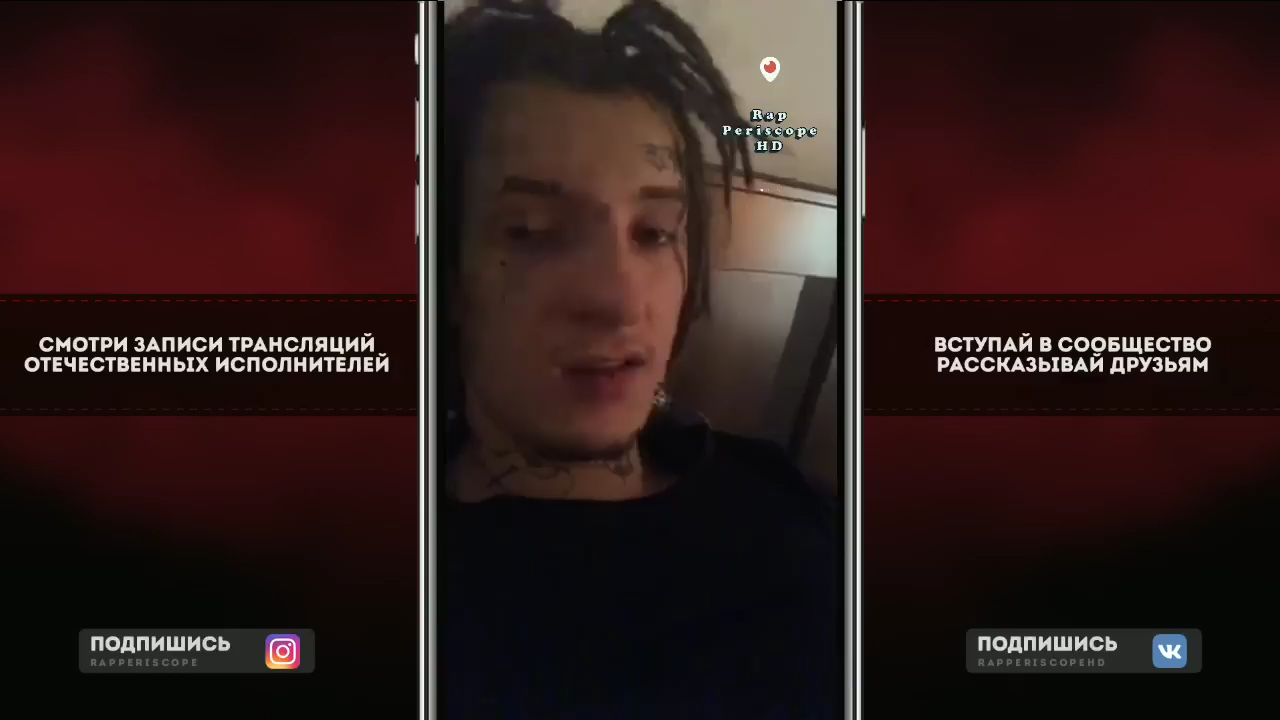 Rap
Periscope
HD
СМОТРИ ЗАПИСИ ТРАНСЛЯЦИЙ
ОТЕЧЕСТВЕННЫХ ИСПОЛНИТЕЛЕЙ
ВСТУПАЙ В СООБЩЕСТВО
РАССКАЗЫВАЙ ДРУЗЬЯМ
ПОДПИШИСЬ
RAPPERISCOPE
ПОДПИШИСЬ
RAPPERISCOPEHD